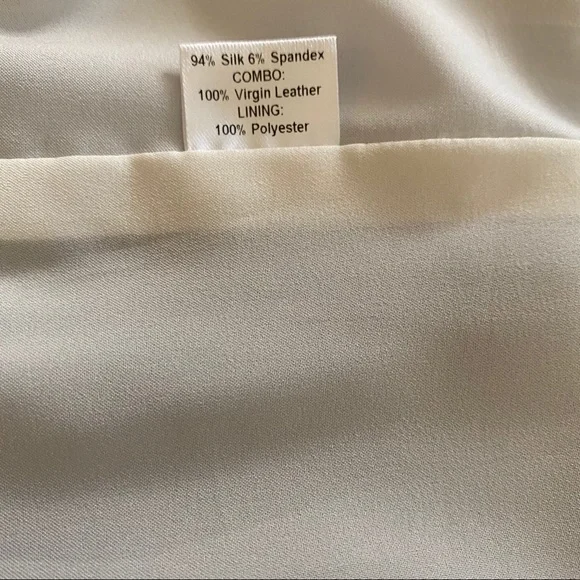 94% Silk 6% Spandex
COMBO:
100% Virgin Leather
LINING:
100% Polyester